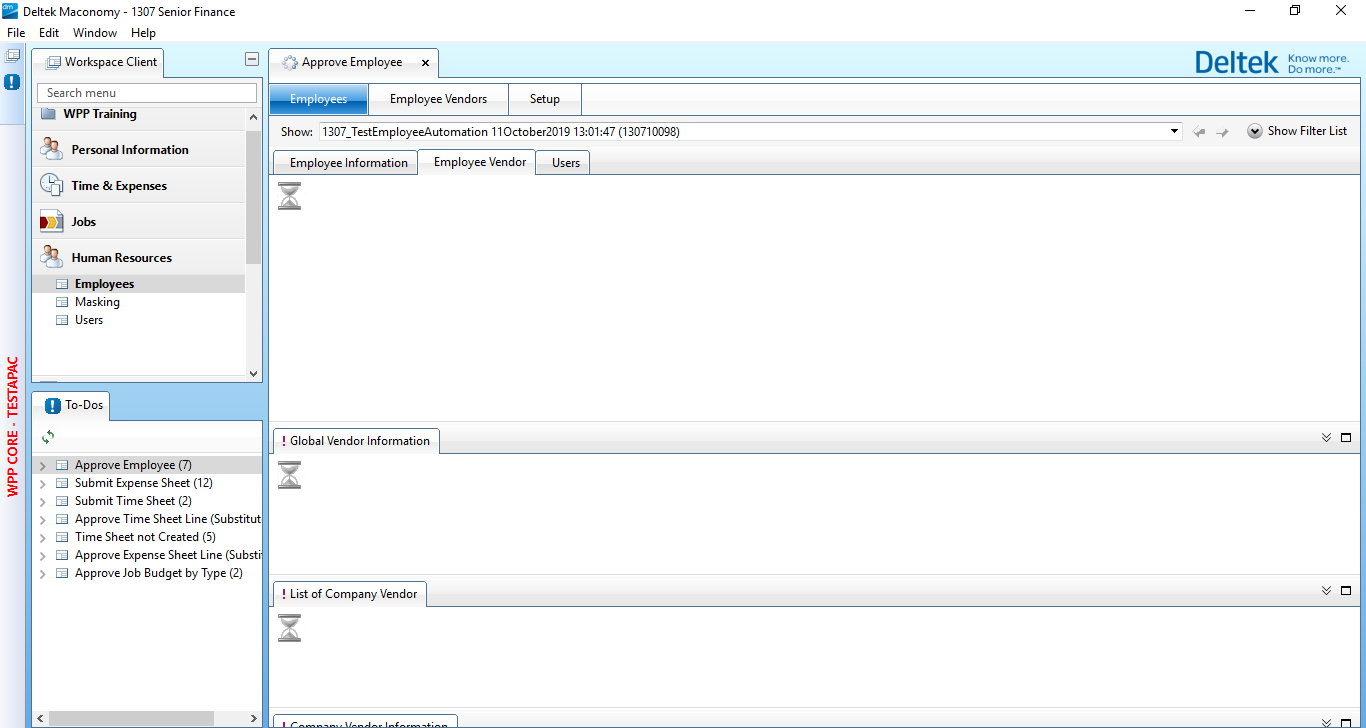 dm Deltek Maconomy - 1307 Senior Finance
File Edit Window Help
Workspace Client
Search menu
WPP Training
Personal Information
Time & Expenses
Jobs
Human Resources
Employees
Masking
Users
WPP CORE - TESTAPAC
To-Dos
Approve Employee (7)
Submit Expense Sheet (12)
Submit Time Sheet (2)
Approve Time Sheet Line (Substitut
Time Sheet not Created (5)
Approve Expense Sheet Line (Substi
Approve Job Budget by Type (2)
Approve Employee
Deltek Know more.
Do more.™
Employees Employee Vendors Setup
Show: 1307_TestEmployeeAutomation 11October2019 13:01:47 (130710098) Show Filter List
Employee Information Employee Vendor Users
! Global Vendor Information
! List of Company Vendor
! Company Vendor Information